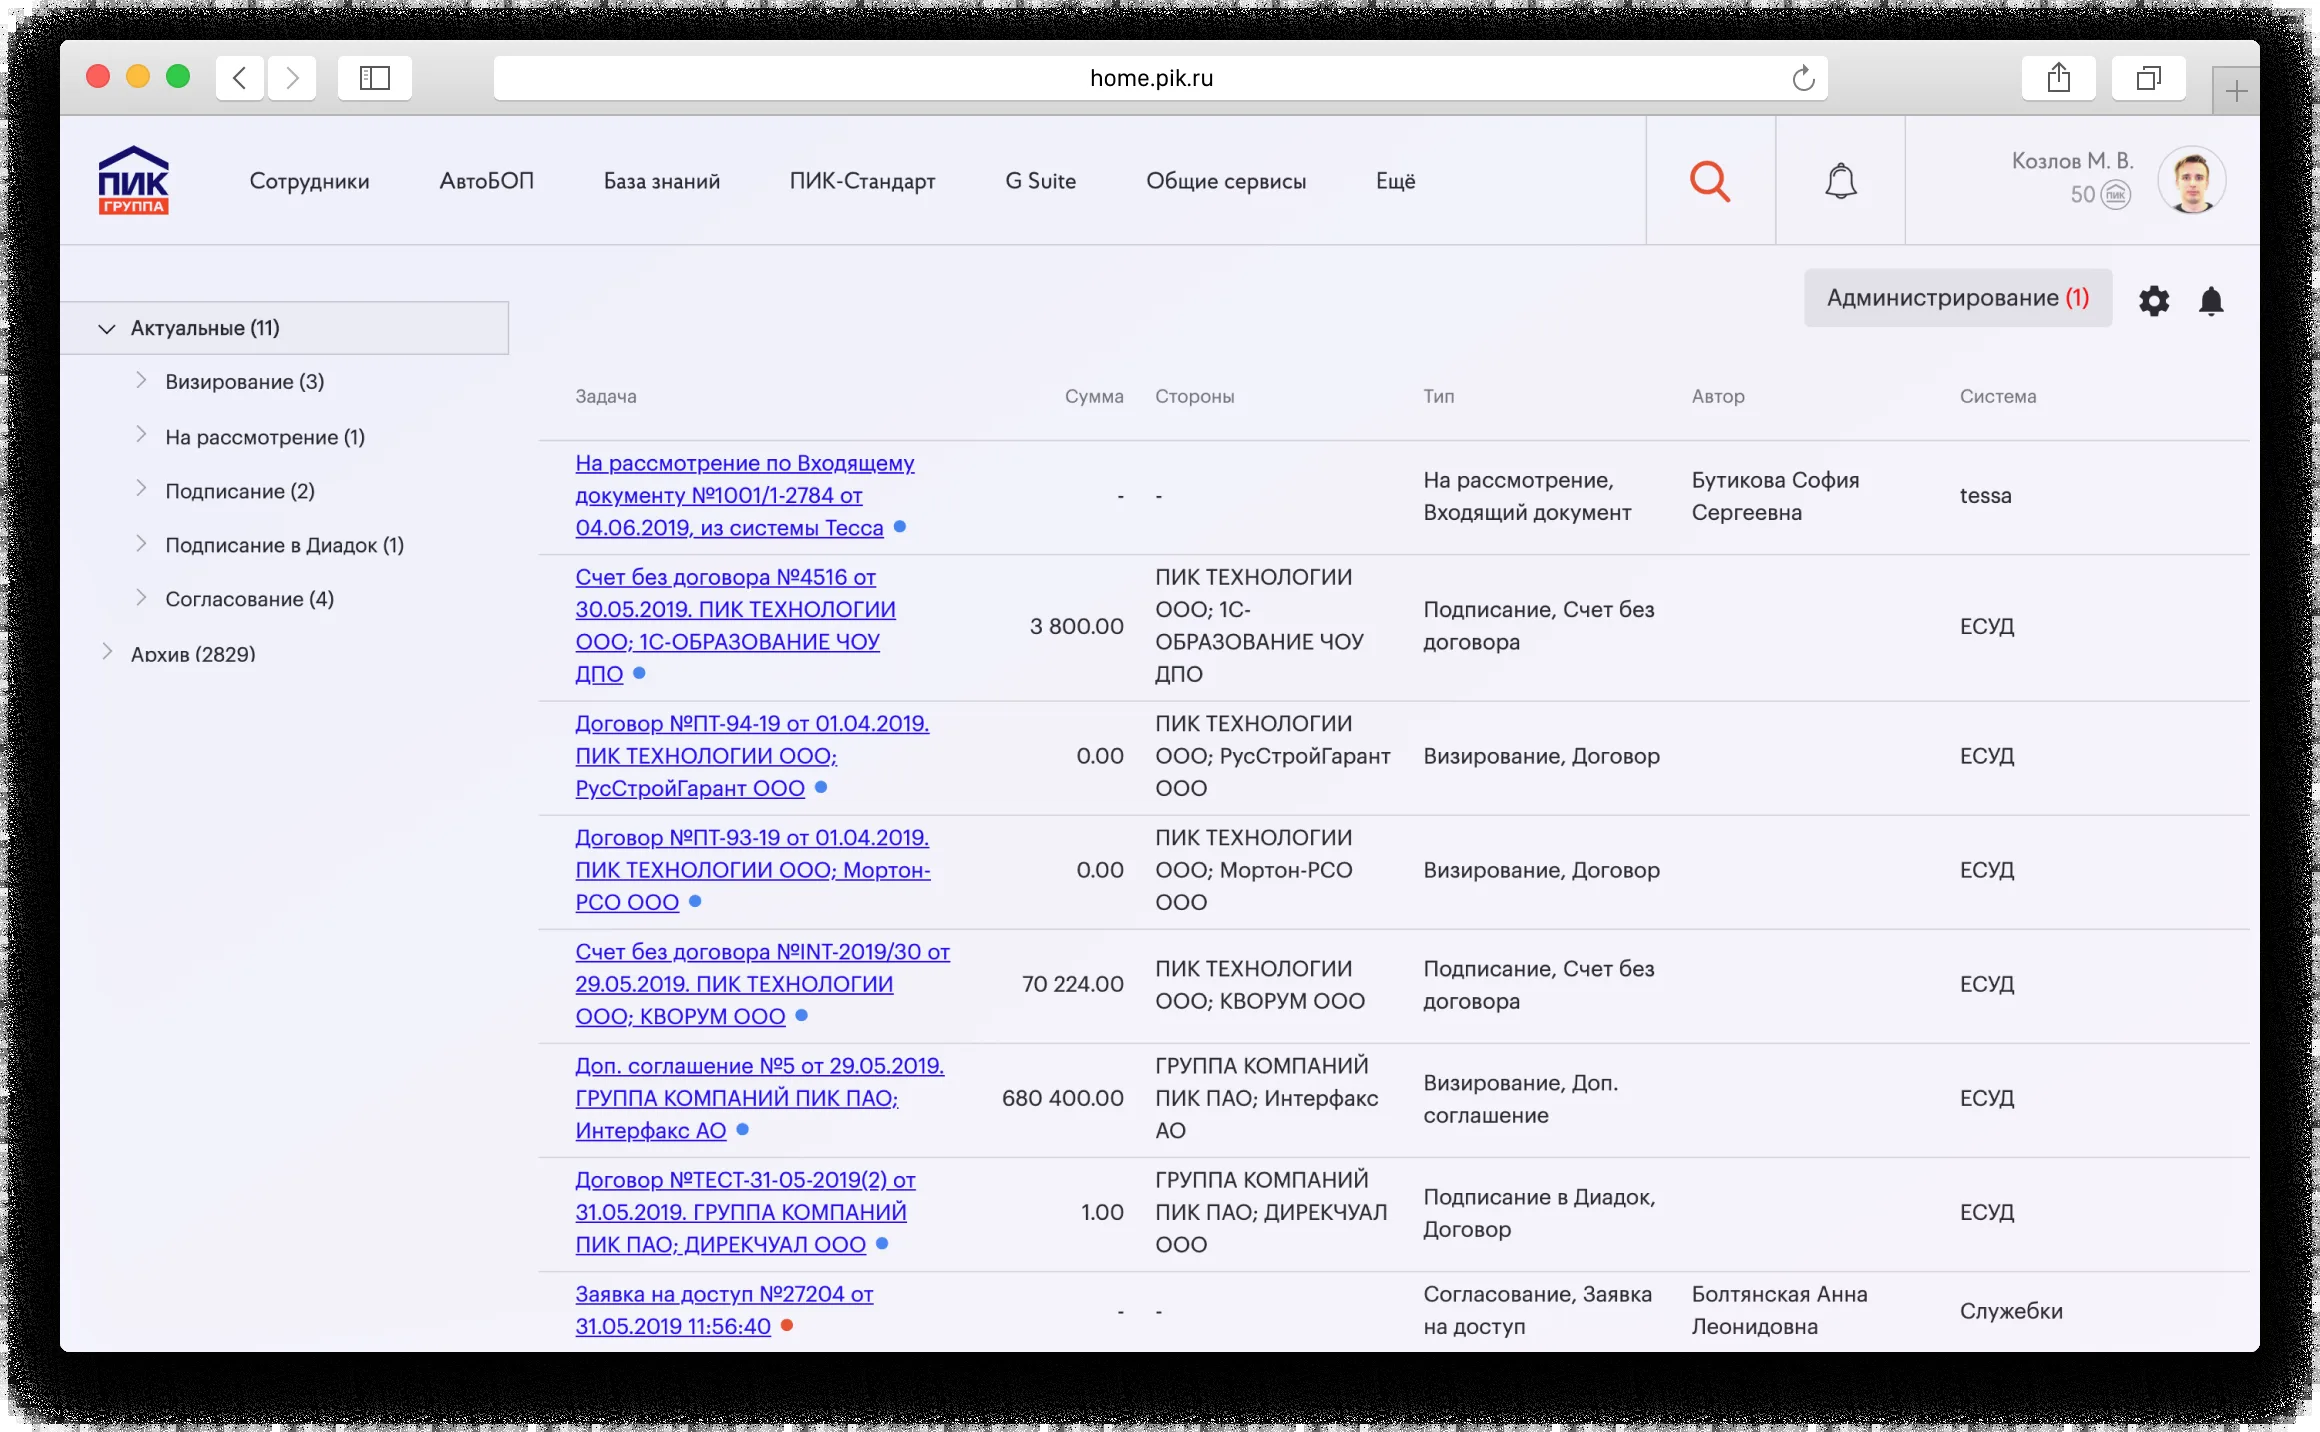 home.pik.ru
ПИК
ГРУППА
Сотрудники
АвтоБОП
База знаний
ПИК-Стандарт
G Suite
Общие сервисы
Ещё
Козлов М. В.
50 ПИК
Администрирование (1)
Актуальные (11)
Визирование (3)
На рассмотрение (1)
Подписание (2)
Подписание в Диадок (1)
Согласование (4)
Архив (2829)
Задача
Сумма
Стороны
Тип
Автор
Система
На рассмотрение по Входящему
документу №1001/1-2784 от
04.06.2019, из системы Тесса
-
-
На рассмотрение,
Входящий документ
Бутикова София
Сергеевна
tessa
Счет без договора №4516 от
30.05.2019. ПИК ТЕХНОЛОГИИ
ООО; 1С-ОБРАЗОВАНИЕ ЧОУ
ДПО
3 800.00
ПИК ТЕХНОЛОГИИ
ООО; 1С-
ОБРАЗОВАНИЕ ЧОУ
ДПО
Подписание, Счет без
договора
ЕСУД
Договор №ПТ-94-19 от 01.04.2019.
ПИК ТЕХНОЛОГИИ ООО;
РусСтройГарант ООО
0.00
ПИК ТЕХНОЛОГИИ
ООО; РусСтройГарант
ООО
Визирование, Договор
ЕСУД
Договор №ПТ-93-19 от 01.04.2019.
ПИК ТЕХНОЛОГИИ ООО; Мортон-
РСО ООО
0.00
ПИК ТЕХНОЛОГИИ
ООО; Мортон-РСО
ООО
Визирование, Договор
ЕСУД
Счет без договора №INT-2019/30 от
29.05.2019. ПИК ТЕХНОЛОГИИ
ООО; КВОРУМ ООО
70 224.00
ПИК ТЕХНОЛОГИИ
ООО; КВОРУМ ООО
Подписание, Счет без
договора
ЕСУД
Доп. соглашение №5 от 29.05.2019.
ГРУППА КОМПАНИЙ ПИК ПАО;
Интерфакс АО
680 400.00
ГРУППА КОМПАНИЙ
ПИК ПАО; Интерфакс
АО
Визирование, Доп.
соглашение
ЕСУД
Договор №ТЕСТ-31-05-2019(2) от
31.05.2019. ГРУППА КОМПАНИЙ
ПИК ПАО; ДИРЕКЧУАЛ ООО
1.00
ГРУППА КОМПАНИЙ
ПИК ПАО; ДИРЕКЧУАЛ
ООО
Подписание в Диадок,
Договор
ЕСУД
Заявка на доступ №27204 от
31.05.2019 11:56:40
-
-
Согласование, Заявка
на доступ
Болтянская Анна
Леонидовна
Служебки